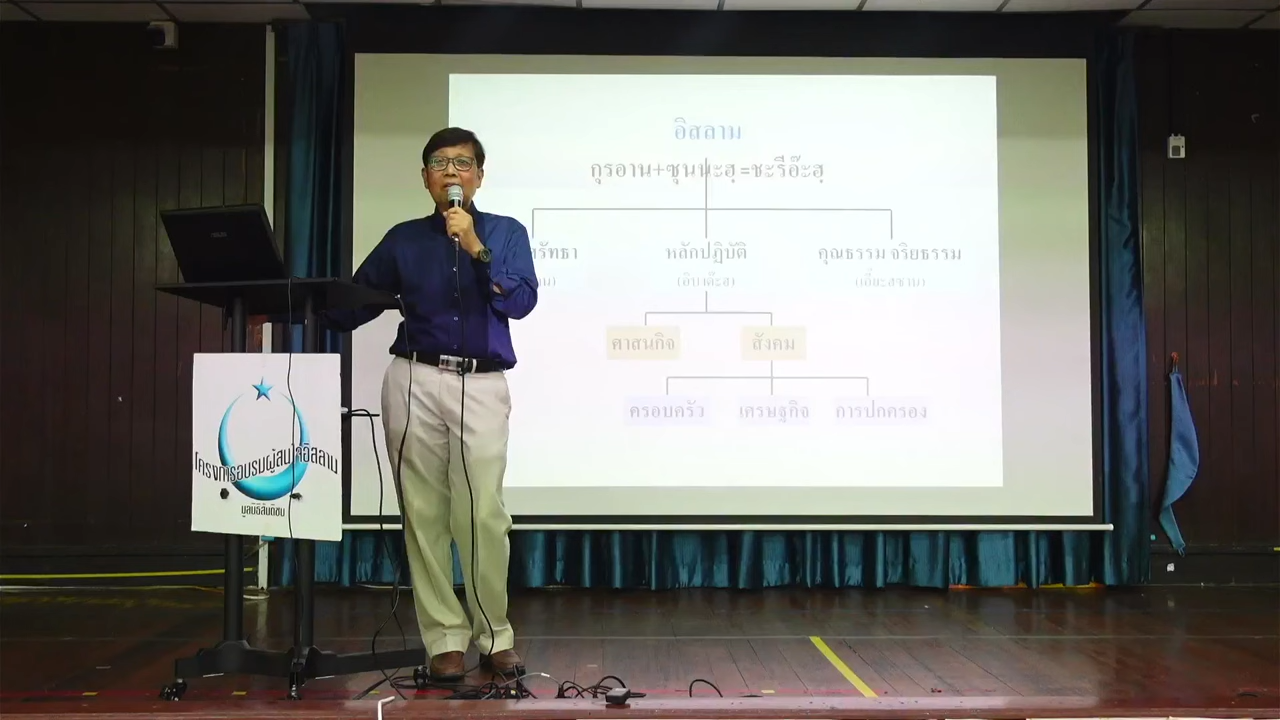 อิสลาม
กุรอาน+ซุนนะฮฺ =ชะรีอ๊ะฮฺ
หลักปฏิบัติ
คุณธรรม จริยธรรม
ศาสนกิจ
สังคม
ครอบครัว
เศรษฐกิจ
การปกครอง
โครงการอบรมผู้สนใจอิสลาม
มูลนิธิสันติชน